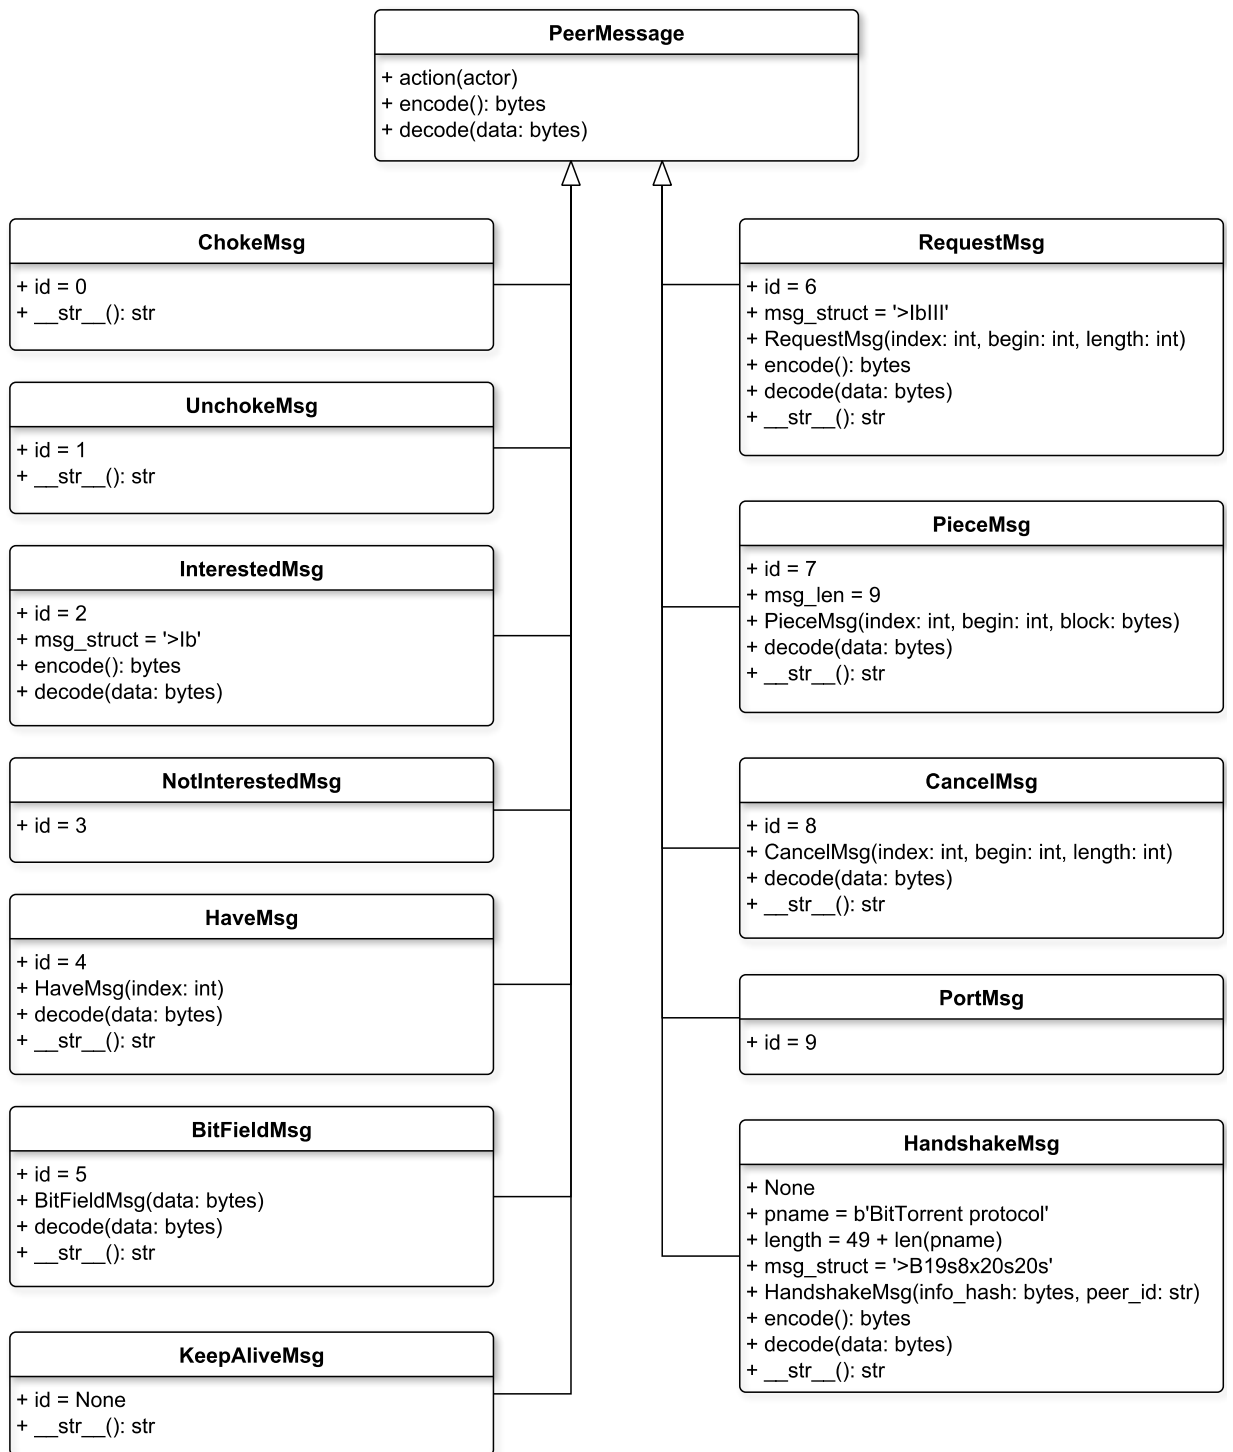 PeerMessage
+ action(actor)
+ encode(): bytes
+ decode(data: bytes)
ChokeMsg
+ id = 0
+ __str__(): str
UnchokeMsg
+ id = 1
+ __str__(): str
InterestedMsg
+ id = 2
+ msg_struct = '>Ib'
+ encode(): bytes
+ decode(data: bytes)
NotInterestedMsg
+ id = 3
HaveMsg
+ id = 4
+ HaveMsg(index: int)
+ decode(data: bytes)
+ __str__(): str
BitFieldMsg
+ id = 5
+ BitFieldMsg(data: bytes)
+ decode(data: bytes)
+ __str__(): str
KeepAliveMsg
+ id = None
+ __str__(): str
RequestMsg
+ id = 6
+ msg_struct = '>IbIII'
+ RequestMsg(index: int, begin: int, length: int)
+ encode(): bytes
+ decode(data: bytes)
+ __str__(): str
PieceMsg
+ id = 7
+ msg_len = 9
+ PieceMsg(index: int, begin: int, block: bytes)
+ decode(data: bytes)
+ __str__(): str
CancelMsg
+ id = 8
+ CancelMsg(index: int, begin: int, length: int)
+ decode(data: bytes)
+ __str__(): str
PortMsg
+ id = 9
HandshakeMsg
+ None
+ pname = b'BitTorrent protocol'
+ length = 49 + len(pname)
+ msg_struct = '>B19s8x20s20s'
+ HandshakeMsg(info_hash: bytes, peer_id: str)
+ encode(): bytes
+ decode(data: bytes)
+ __str__(): str